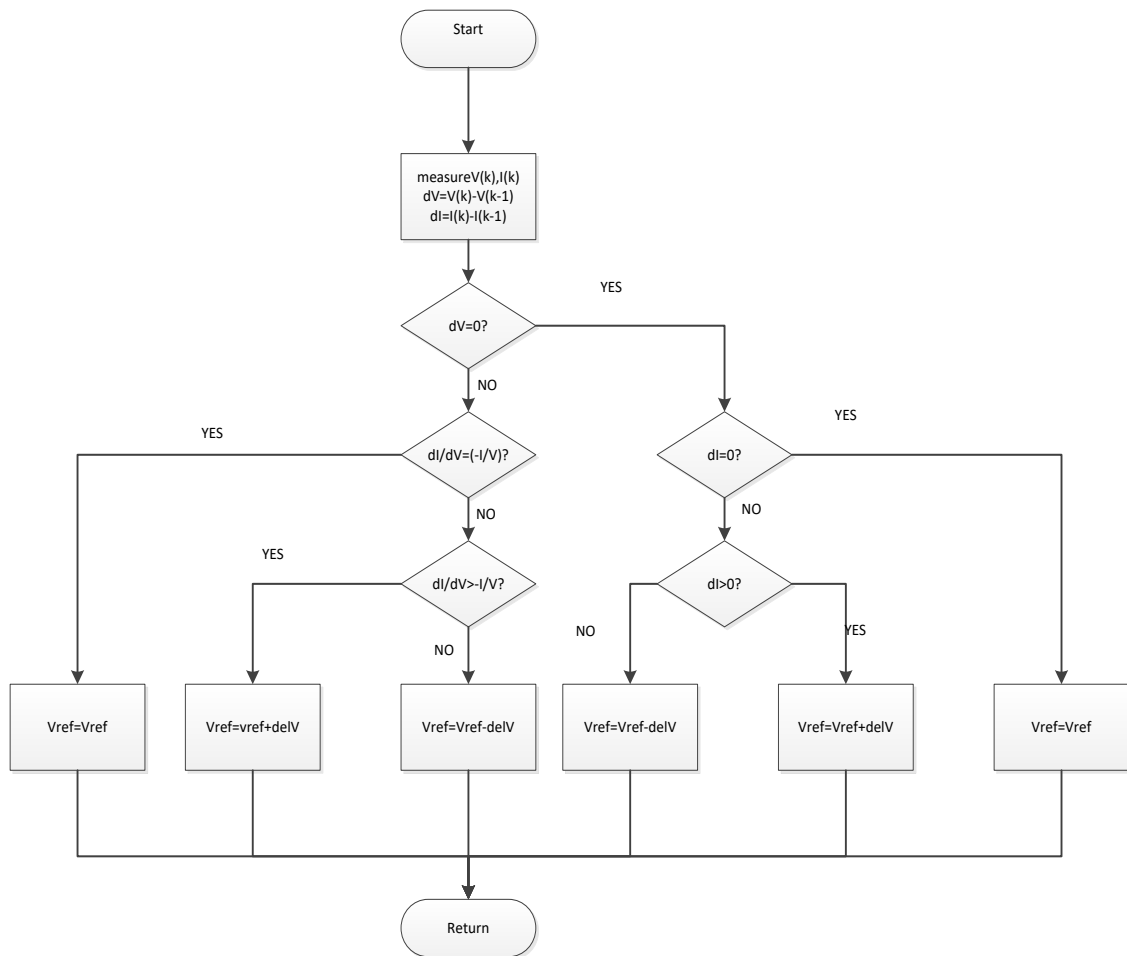 Start
measureV(k),I(k)
dV=V(k)-V(k-1)
dI=I(k)-I(k-1)
YES
dV=0?
NO
YES
YES
dI/dV=(-I/V)?
dI=0?
NO
NO
YES
dI/dV>-I/V?
dI>0?
NO
YES
NO
Vref=Vref
Vref=vref+delV
Vref=Vref-delV
Vref=Vref-delV
Vref=Vref+delV
Vref=Vref
Return